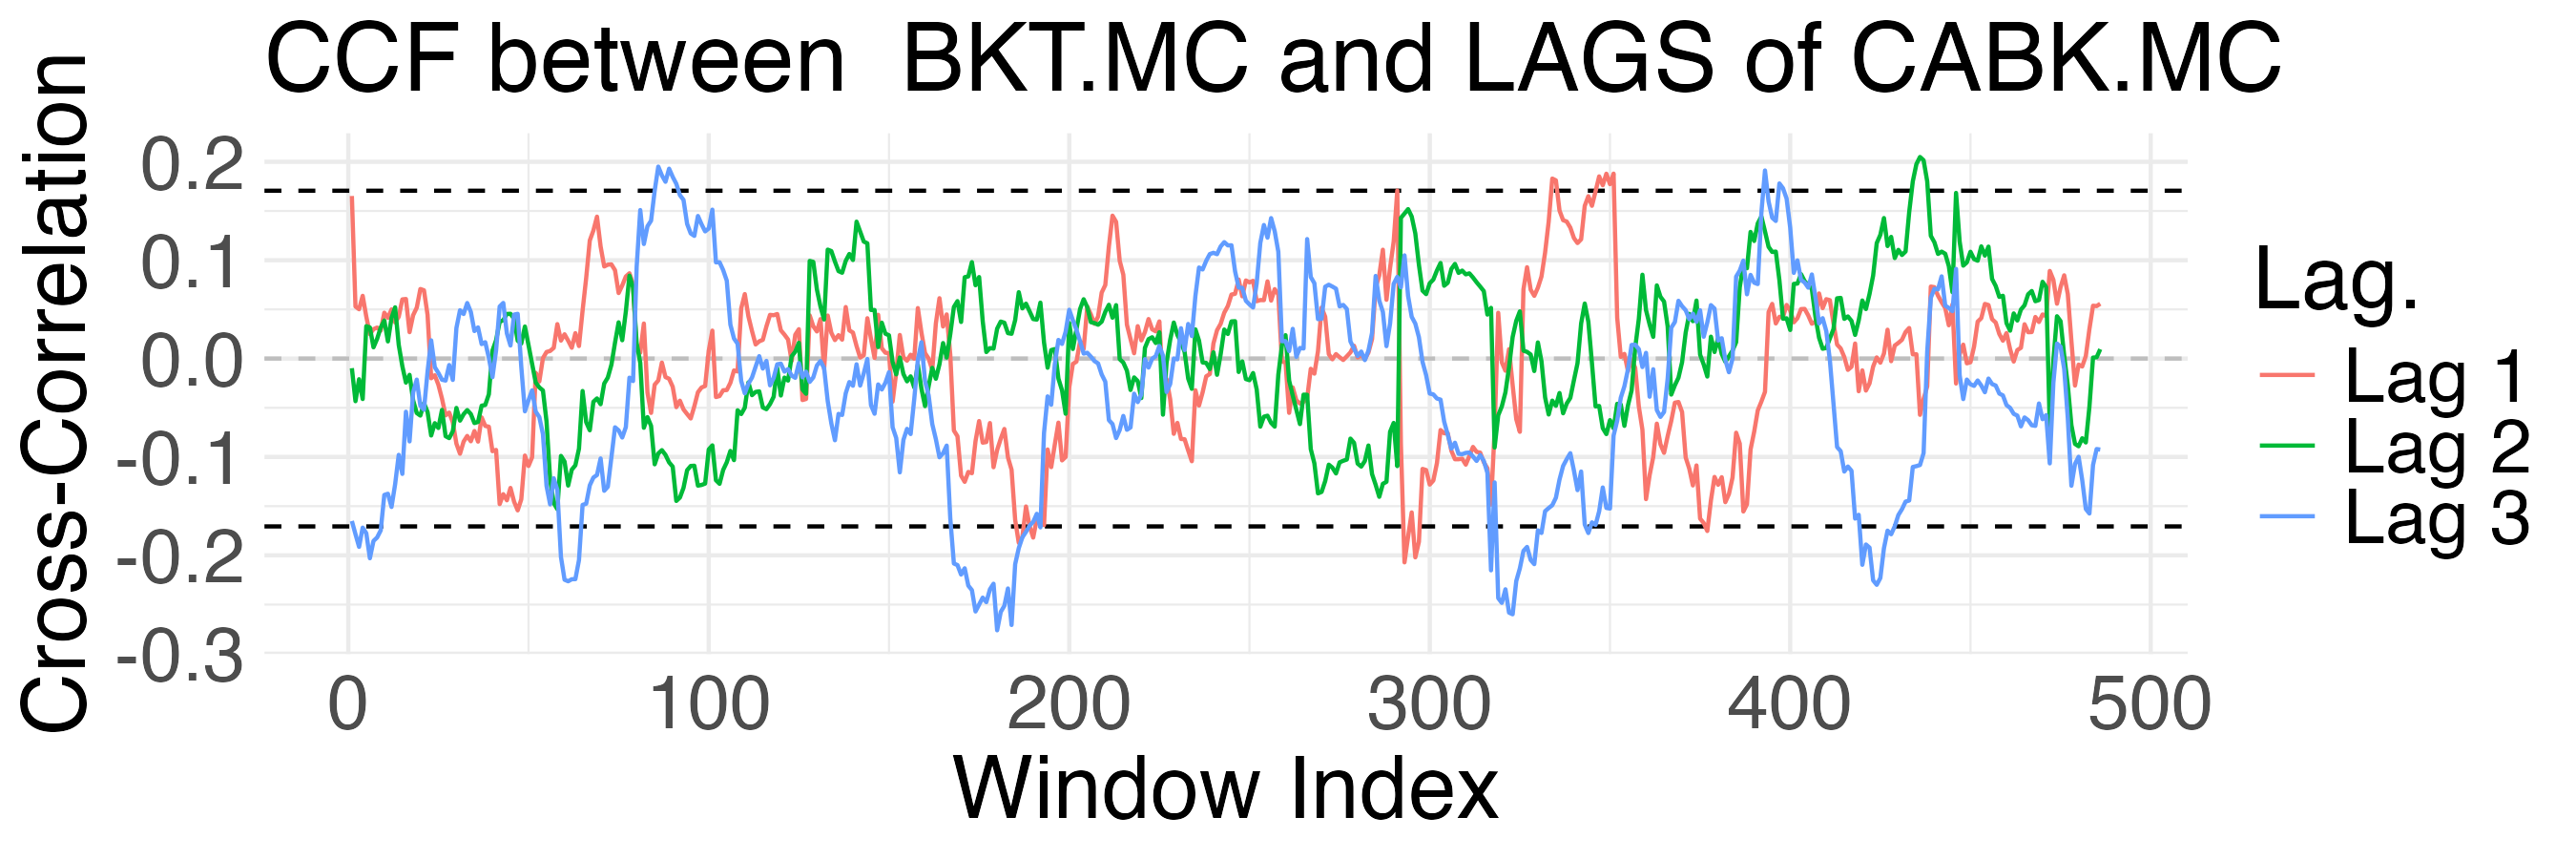 CCF between  BKT.MC and LAGS of CABK.MC
Cross-Correlation
0.2
0.1
0.0
-0.1
-0.2
-0.3
0 100 200 300 400 500
Window Index
Lag.
Lag 1
Lag 2
Lag 3